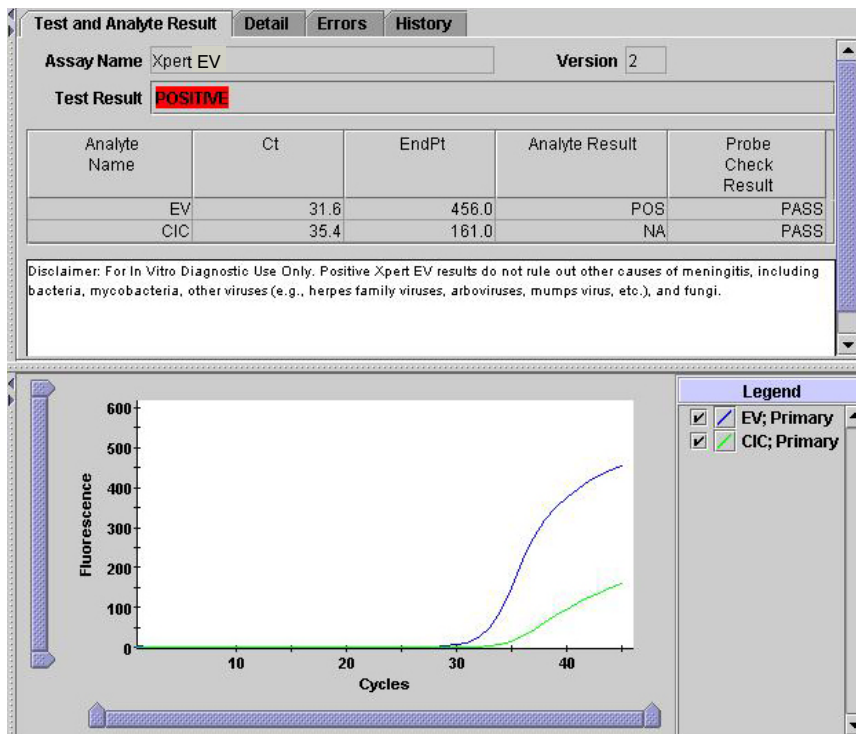 Test and Analyte Result Detail Errors History
Assay Name Xpert EV Version 2
Test Result POSITIVE
Analyte Name Ct EndPt Analyte Result Probe Check Result
EV 31.6 456.0 POS PASS
CIC 35.4 161.0 NA PASS
Disclaimer: For In Vitro Diagnostic Use Only. Positive Xpert EV results do not rule out other causes of meningitis, including
bacteria, mycobacteria, other viruses (e.g., herpes family viruses, arboviruses, mumps virus, etc.), and fungi.
Legend
EV; Primary
CIC; Primary
600
500
400
300
200
100
0
Fluorescence
10 20 30 40
Cycles